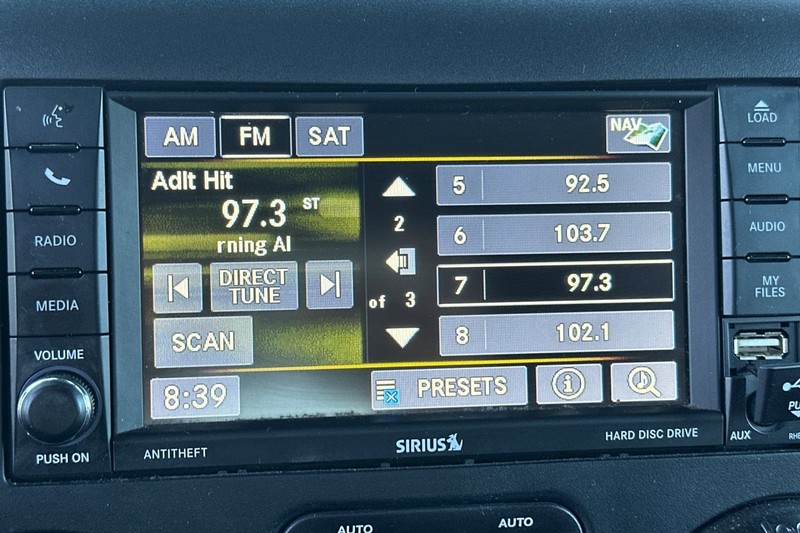 AM FM SAT NAV
Adlt Hit
97.3 ST
rning Al
DIRECT
TUNE
SCAN
8:39
2
of 3
5 92.5
6 103.7
7 97.3
8 102.1
PRESETS
RADIO
MEDIA
VOLUME
PUSH ON
LOAD
MENU
AUDIO
MY
FILES
ANTITHEFT
SIRIUS
HARD DISC DRIVE
AUX
AUTO
AUTO